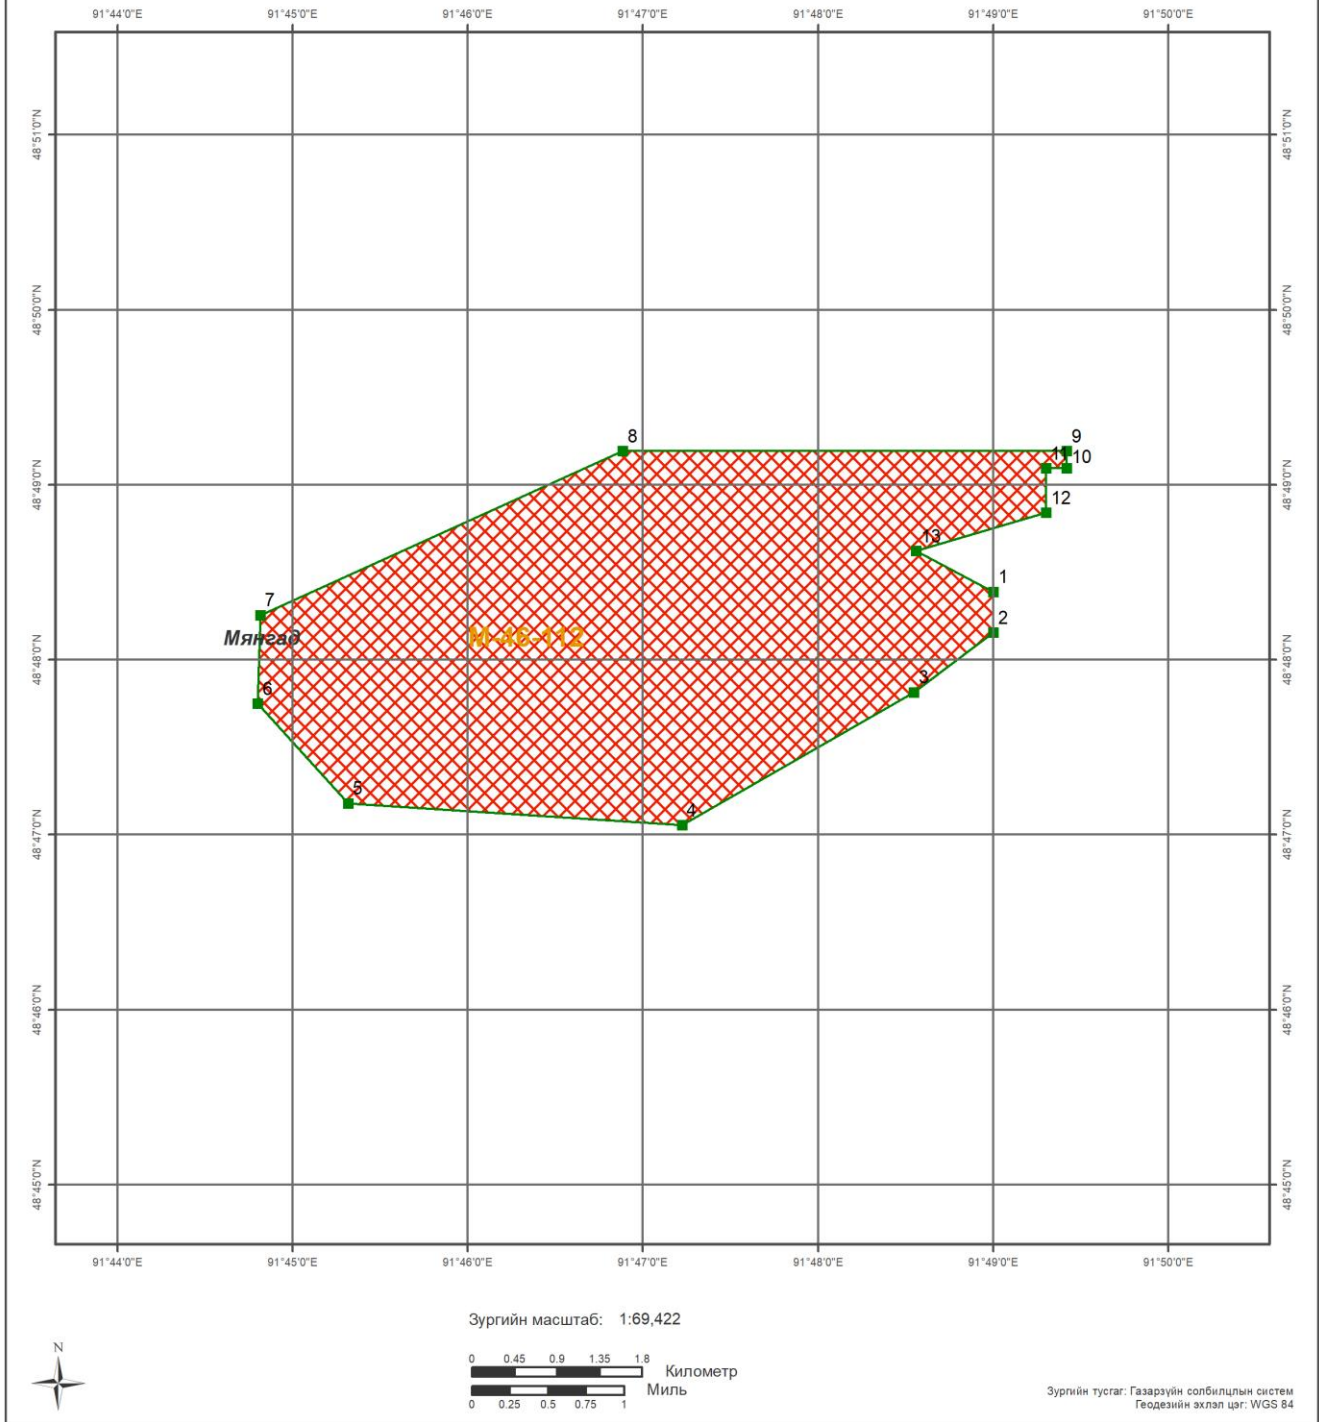 91°44'0"E 91°45'0"E 91°46'0"E 91°47'0"E 91°48'0"E 91°49'0"E 91°50'0"E
48°51'0"N 48°51'0"N
48°50'0"N 48°50'0"N
8 9
11 10
48°49'0"N 48°49'0"N
12
13
1
7
2
Мянгад M-46-112
48°48'0"N 48°48'0"N
3
6
5
4
48°47'0"N 48°47'0"N
48°46'0"N 48°46'0"N
48°45'0"N 48°45'0"N
91°44'0"E 91°45'0"E 91°46'0"E 91°47'0"E 91°48'0"E 91°49'0"E 91°50'0"E
Зургийн масштаб: 1:69,422
N
0 0.45 0.9 1.35 1.8
Километр
Миль
0 0.25 0.5 0.75 1
Зургийн тусгаг: Газарзүйн солбилцлын систем
Геодезийн эхлэл цэг: WGS 84